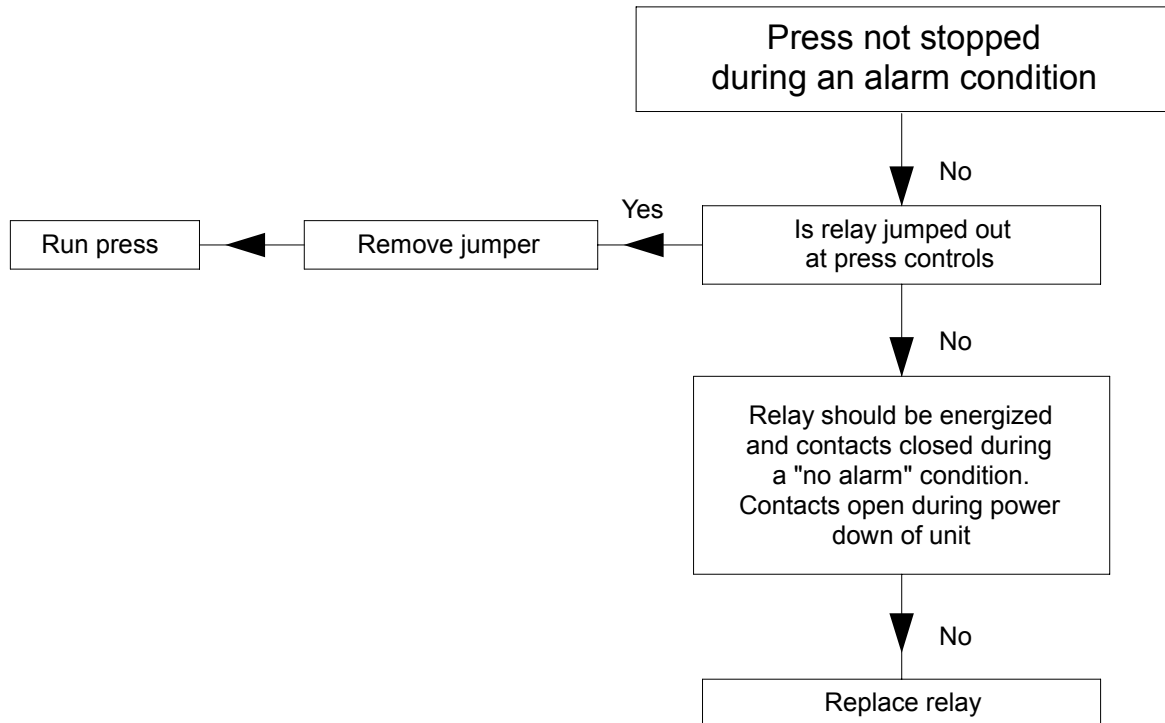 Press not stopped
during an alarm condition
No
Yes
Run press
Remove jumper
Is relay jumped out
at press controls
No
Relay should be energized
and contacts closed during
a "no alarm" condition.
Contacts open during power
down of unit
No
Replace relay